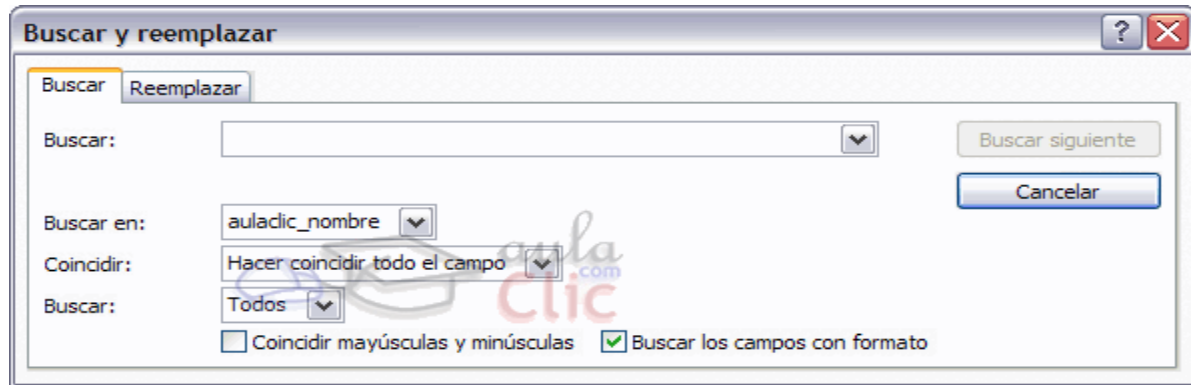 Buscar y reemplazar
?
Buscar Reemplazar
Buscar: Buscar siguiente
Cancelar
Buscar en: aulaclic_nombre
Coincidir: Hacer coincidir todo el campo
Buscar: Todos
Coincidir mayúsculas y minúsculas Buscar los campos con formato
aula
.com
Clic